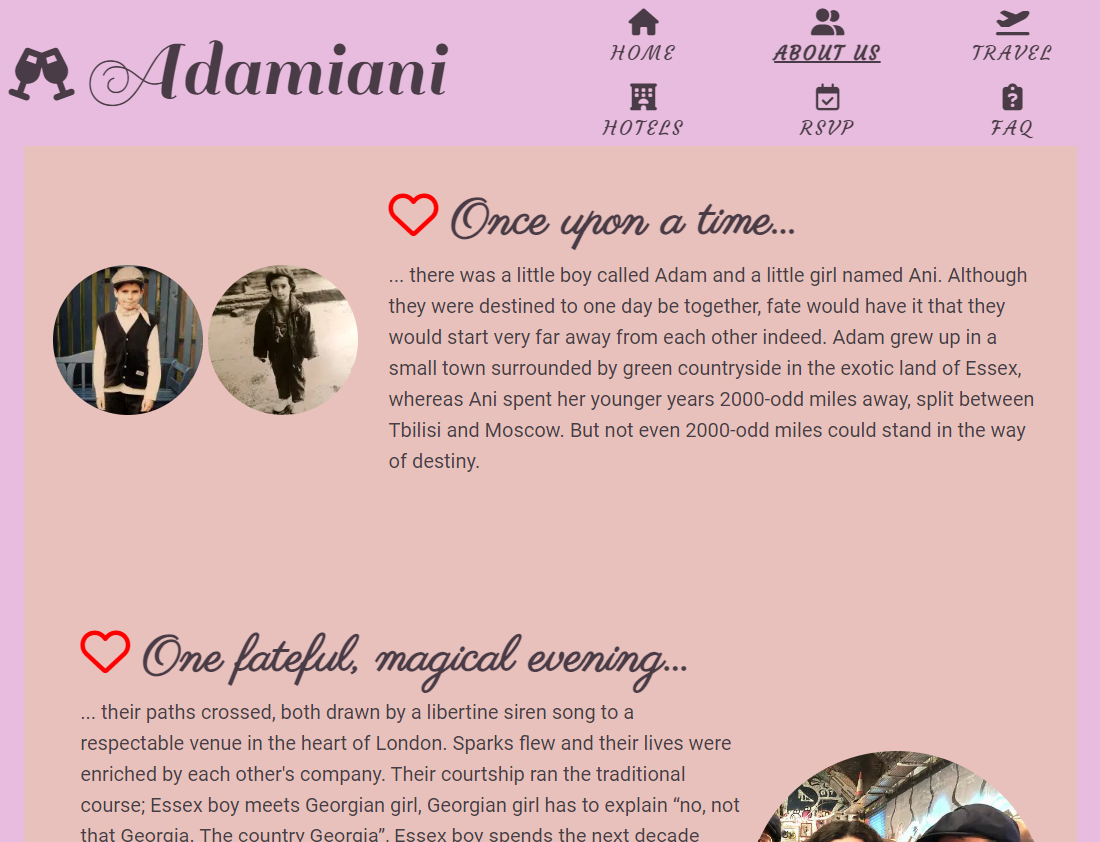 Adamiani
HOME
ABOUT US
TRAVEL
HOTELS
RSVP
FAQ
Once upon a time...
... there was a little boy called Adam and a little girl named Ani. Although
they were destined to one day be together, fate would have it that they
would start very far away from each other indeed. Adam grew up in a
small town surrounded by green countryside in the exotic land of Essex,
whereas Ani spent her younger years 2000-odd miles away, split between
Tbilisi and Moscow. But not even 2000-odd miles could stand in the way
of destiny.
One fateful, magical evening...
... their paths crossed, both drawn by a libertine siren song to a
respectable venue in the heart of London. Sparks flew and their lives were
enriched by each other's company. Their courtship ran the traditional
course; Essex boy meets Georgian girl, Georgian girl has to explain “no, not
that Georgia. The country Georgia”. Essex boy spends the next decade